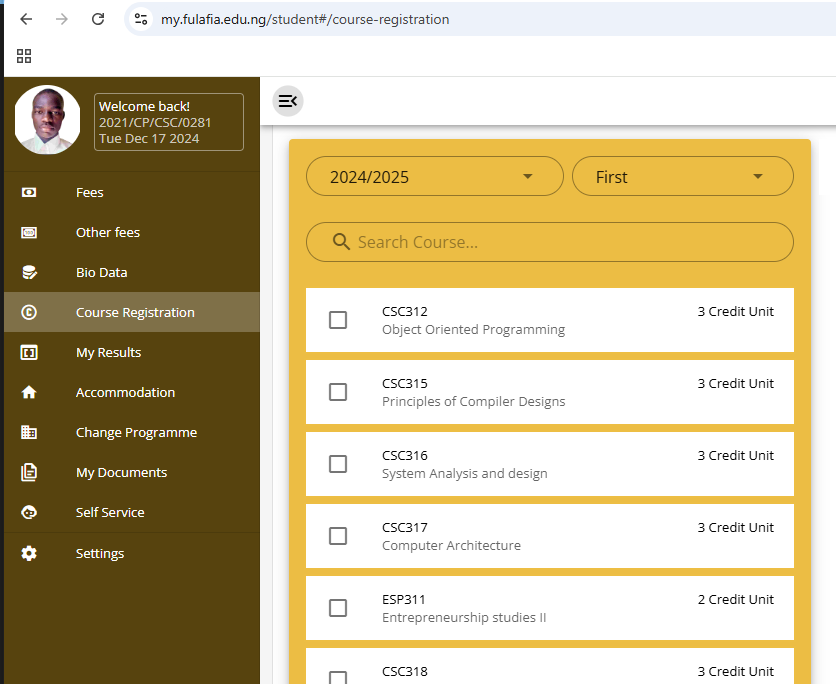 my.fulafia.edu.ng/student#/course-registration
Welcome back!
2021/CP/CSC/0281
Tue Dec 17 2024
Fees
Other fees
Bio Data
Course Registration
My Results
Accommodation
Change Programme
My Documents
Self Service
Settings
2024/2025
First
Search Course...
CSC312
3 Credit Unit
Object Oriented Programming
CSC315
3 Credit Unit
Principles of Compiler Designs
CSC316
3 Credit Unit
System Analysis and design
CSC317
3 Credit Unit
Computer Architecture
ESP311
2 Credit Unit
Entrepreneurship studies II
CSC318
3 Credit Unit